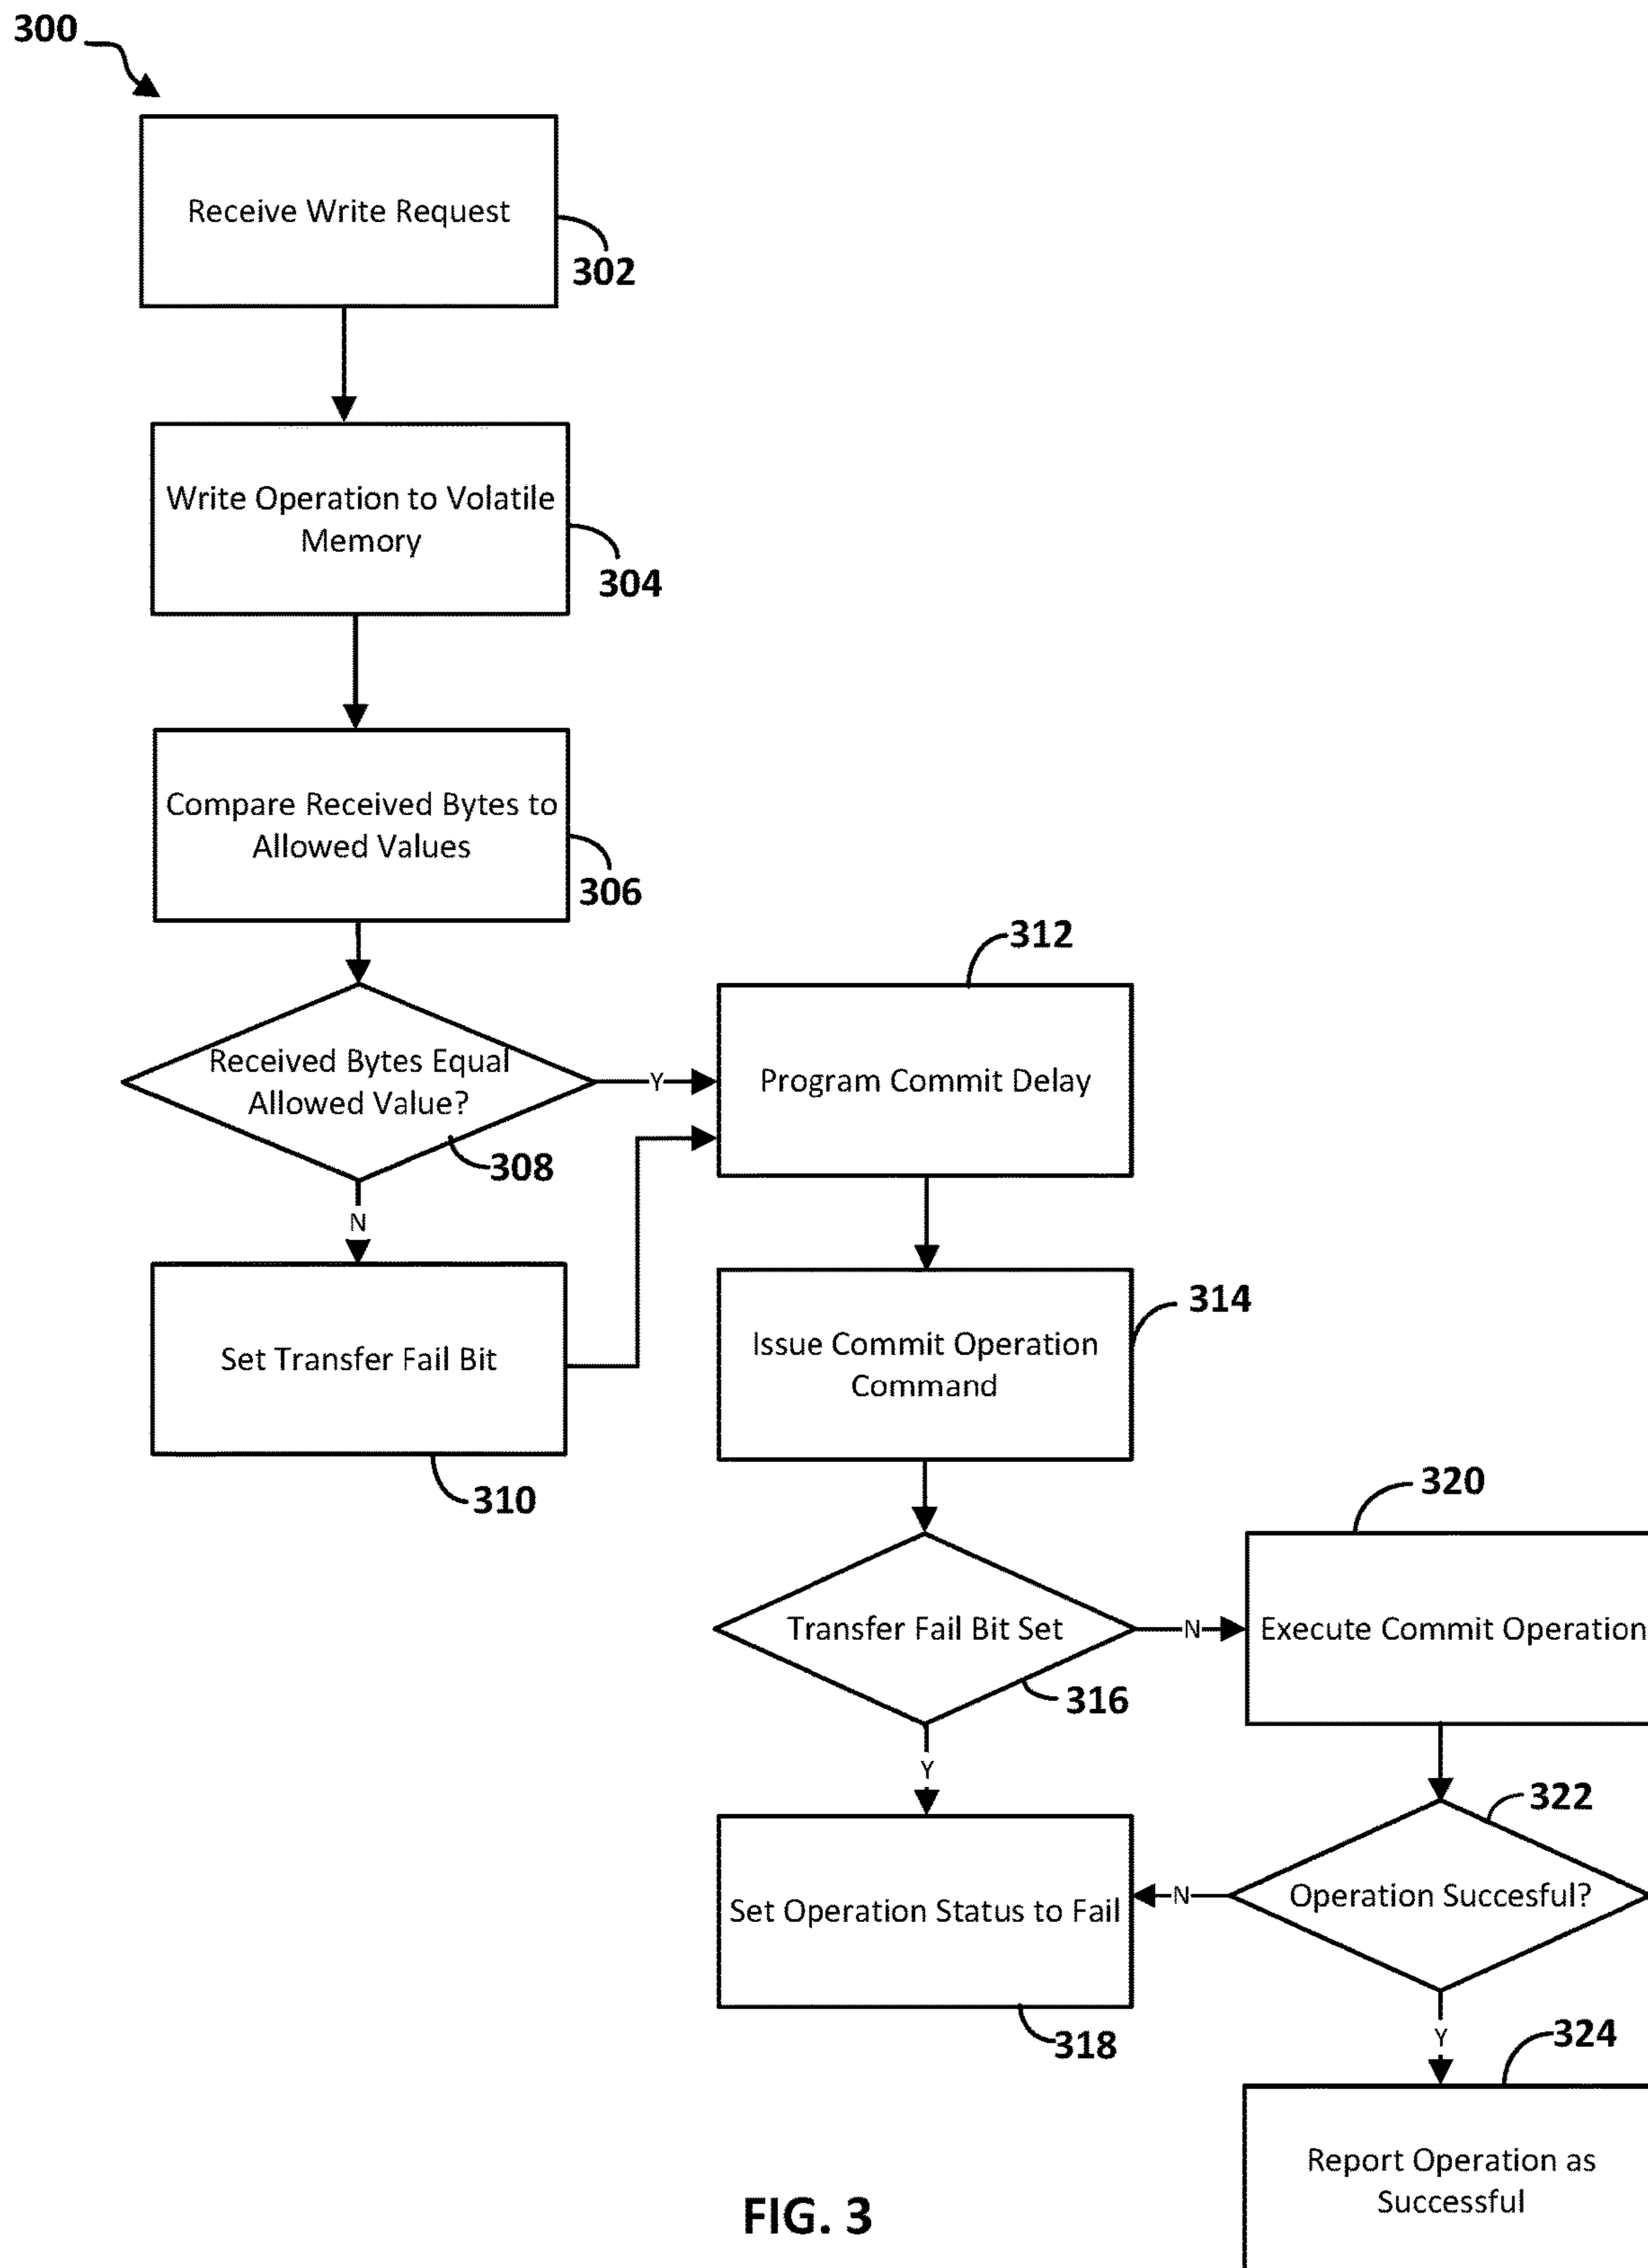 300
Receive Write Request
302
Write Operation to Volatile
Memory
304
Compare Received Bytes to
Allowed Values
306
Received Bytes Equal
Allowed Value?
308
Y
N
Set Transfer Fail Bit
310
312
Program Commit Delay
314
Issue Commit Operation
Command
Transfer Fail Bit Set
316
N
Y
320
Execute Commit Operation
322
Operation Succesful?
N
Y
Set Operation Status to Fail
318
324
Report Operation as
Successful
FIG. 3